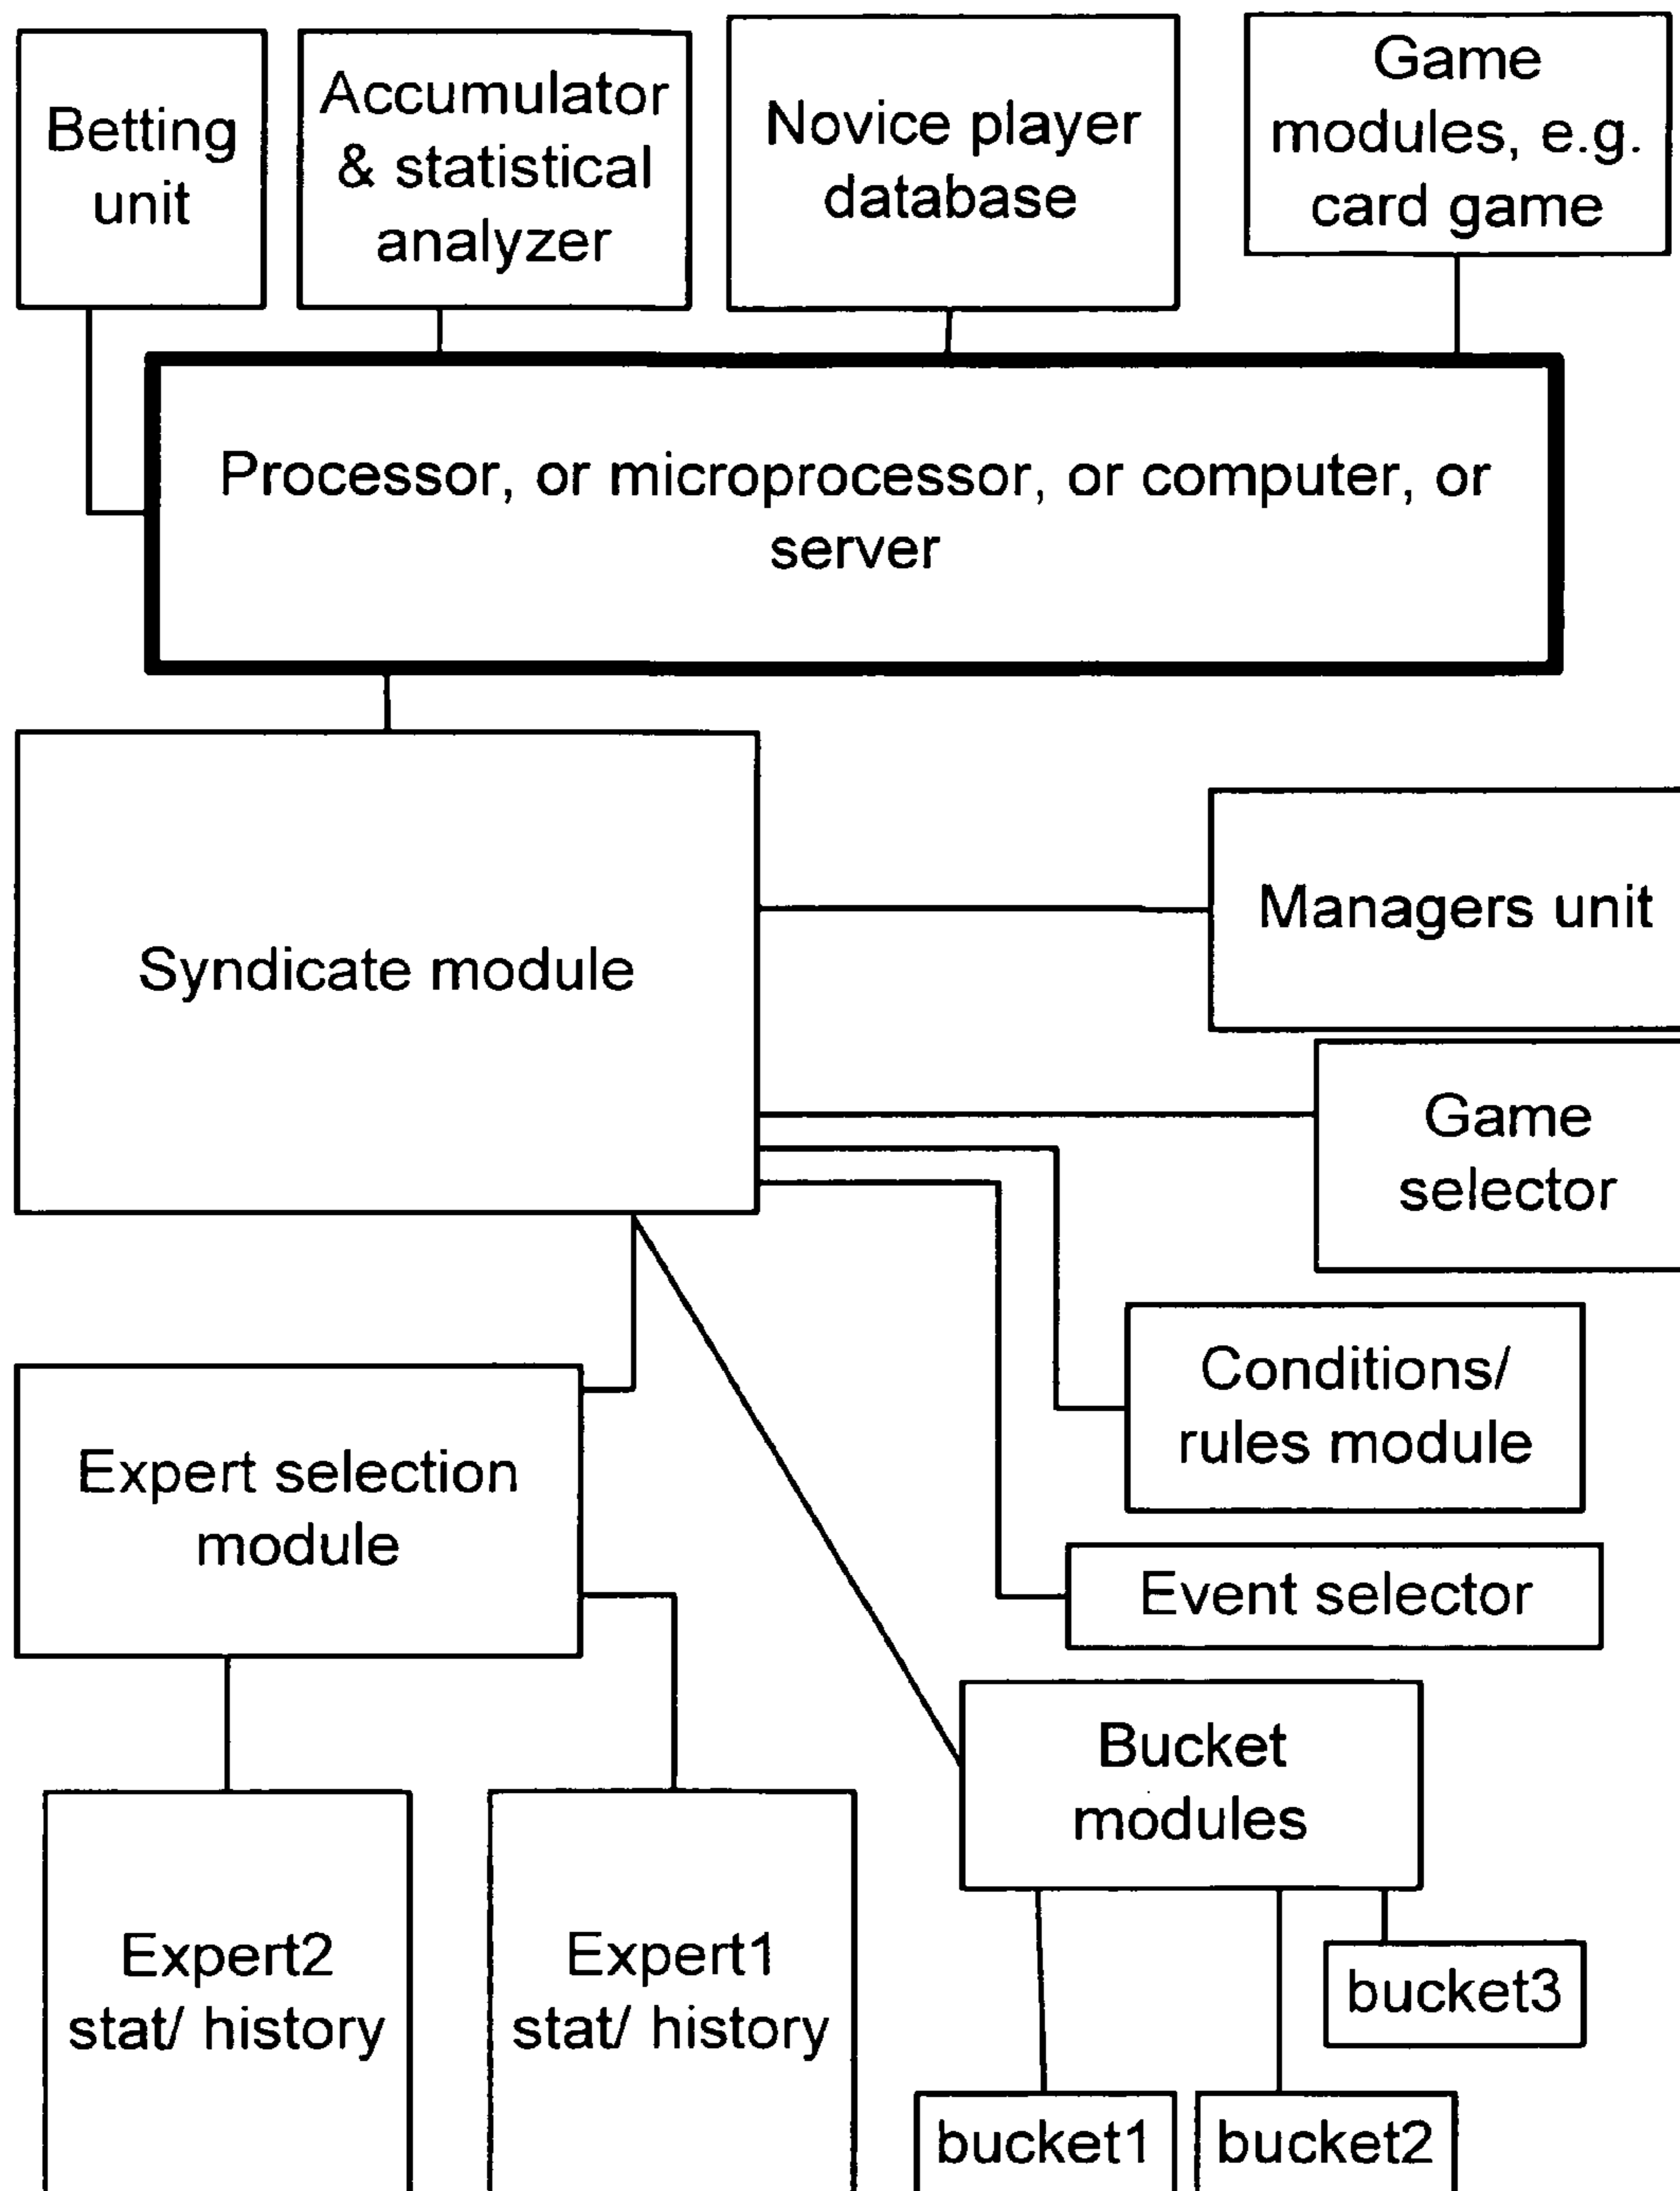 Betting
unit
Accumulator
& statistical
analyzer
Novice player
database
Game
modules, e.g.
card game
Processor, or microprocessor, or computer, or
server
Syndicate module
Managers unit
Game
selector
Conditions/
rules module
Expert selection
module
Event selector
Bucket
modules
Expert2
stat/ history
Expert1
stat/ history
bucket3
bucket1
bucket2